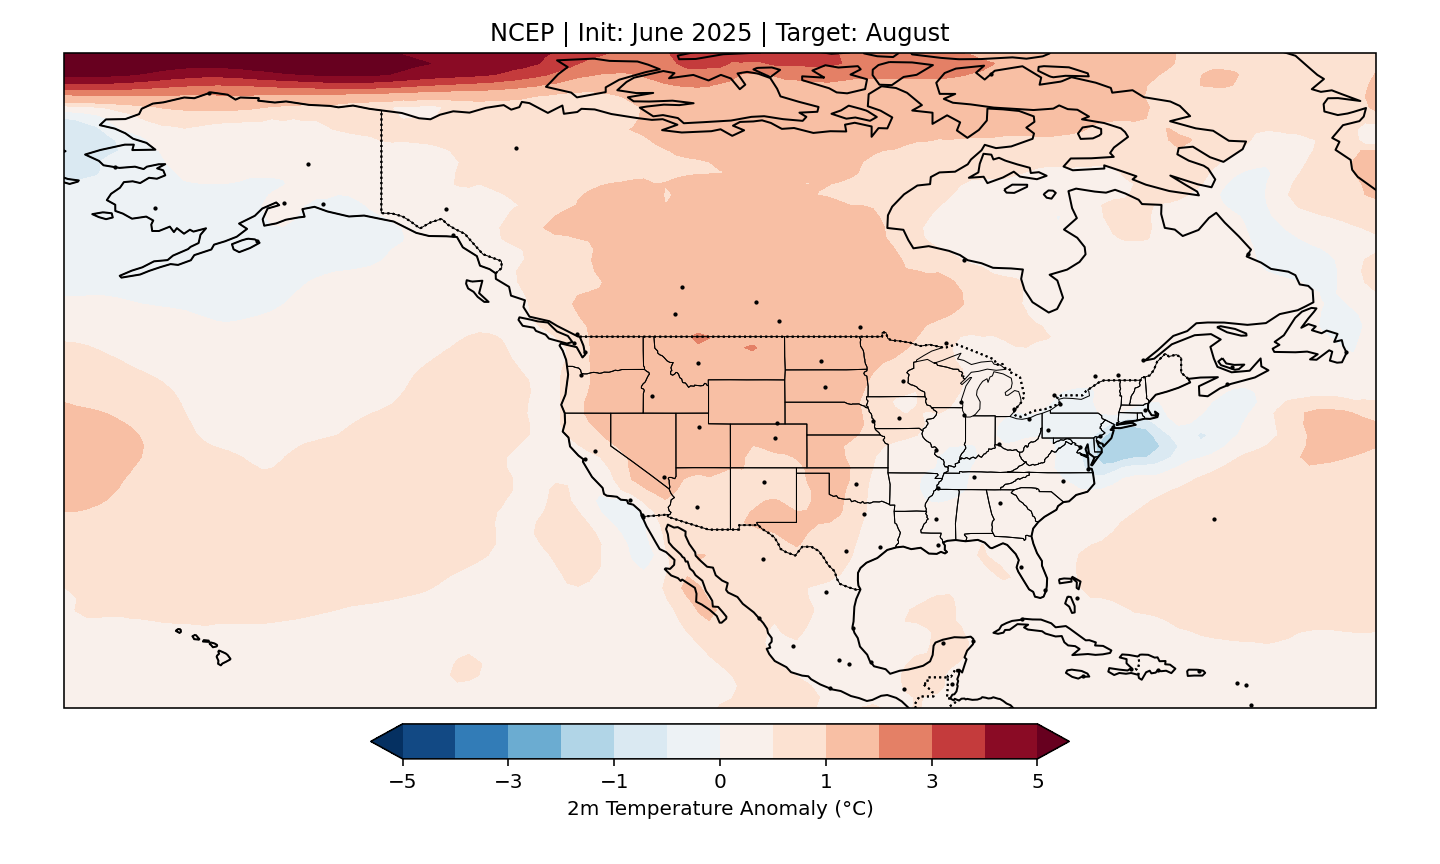 NCEP | Init: June 2025 | Target: August
−5 −3 −1 0 1 3 5
2m Temperature Anomaly (°C)